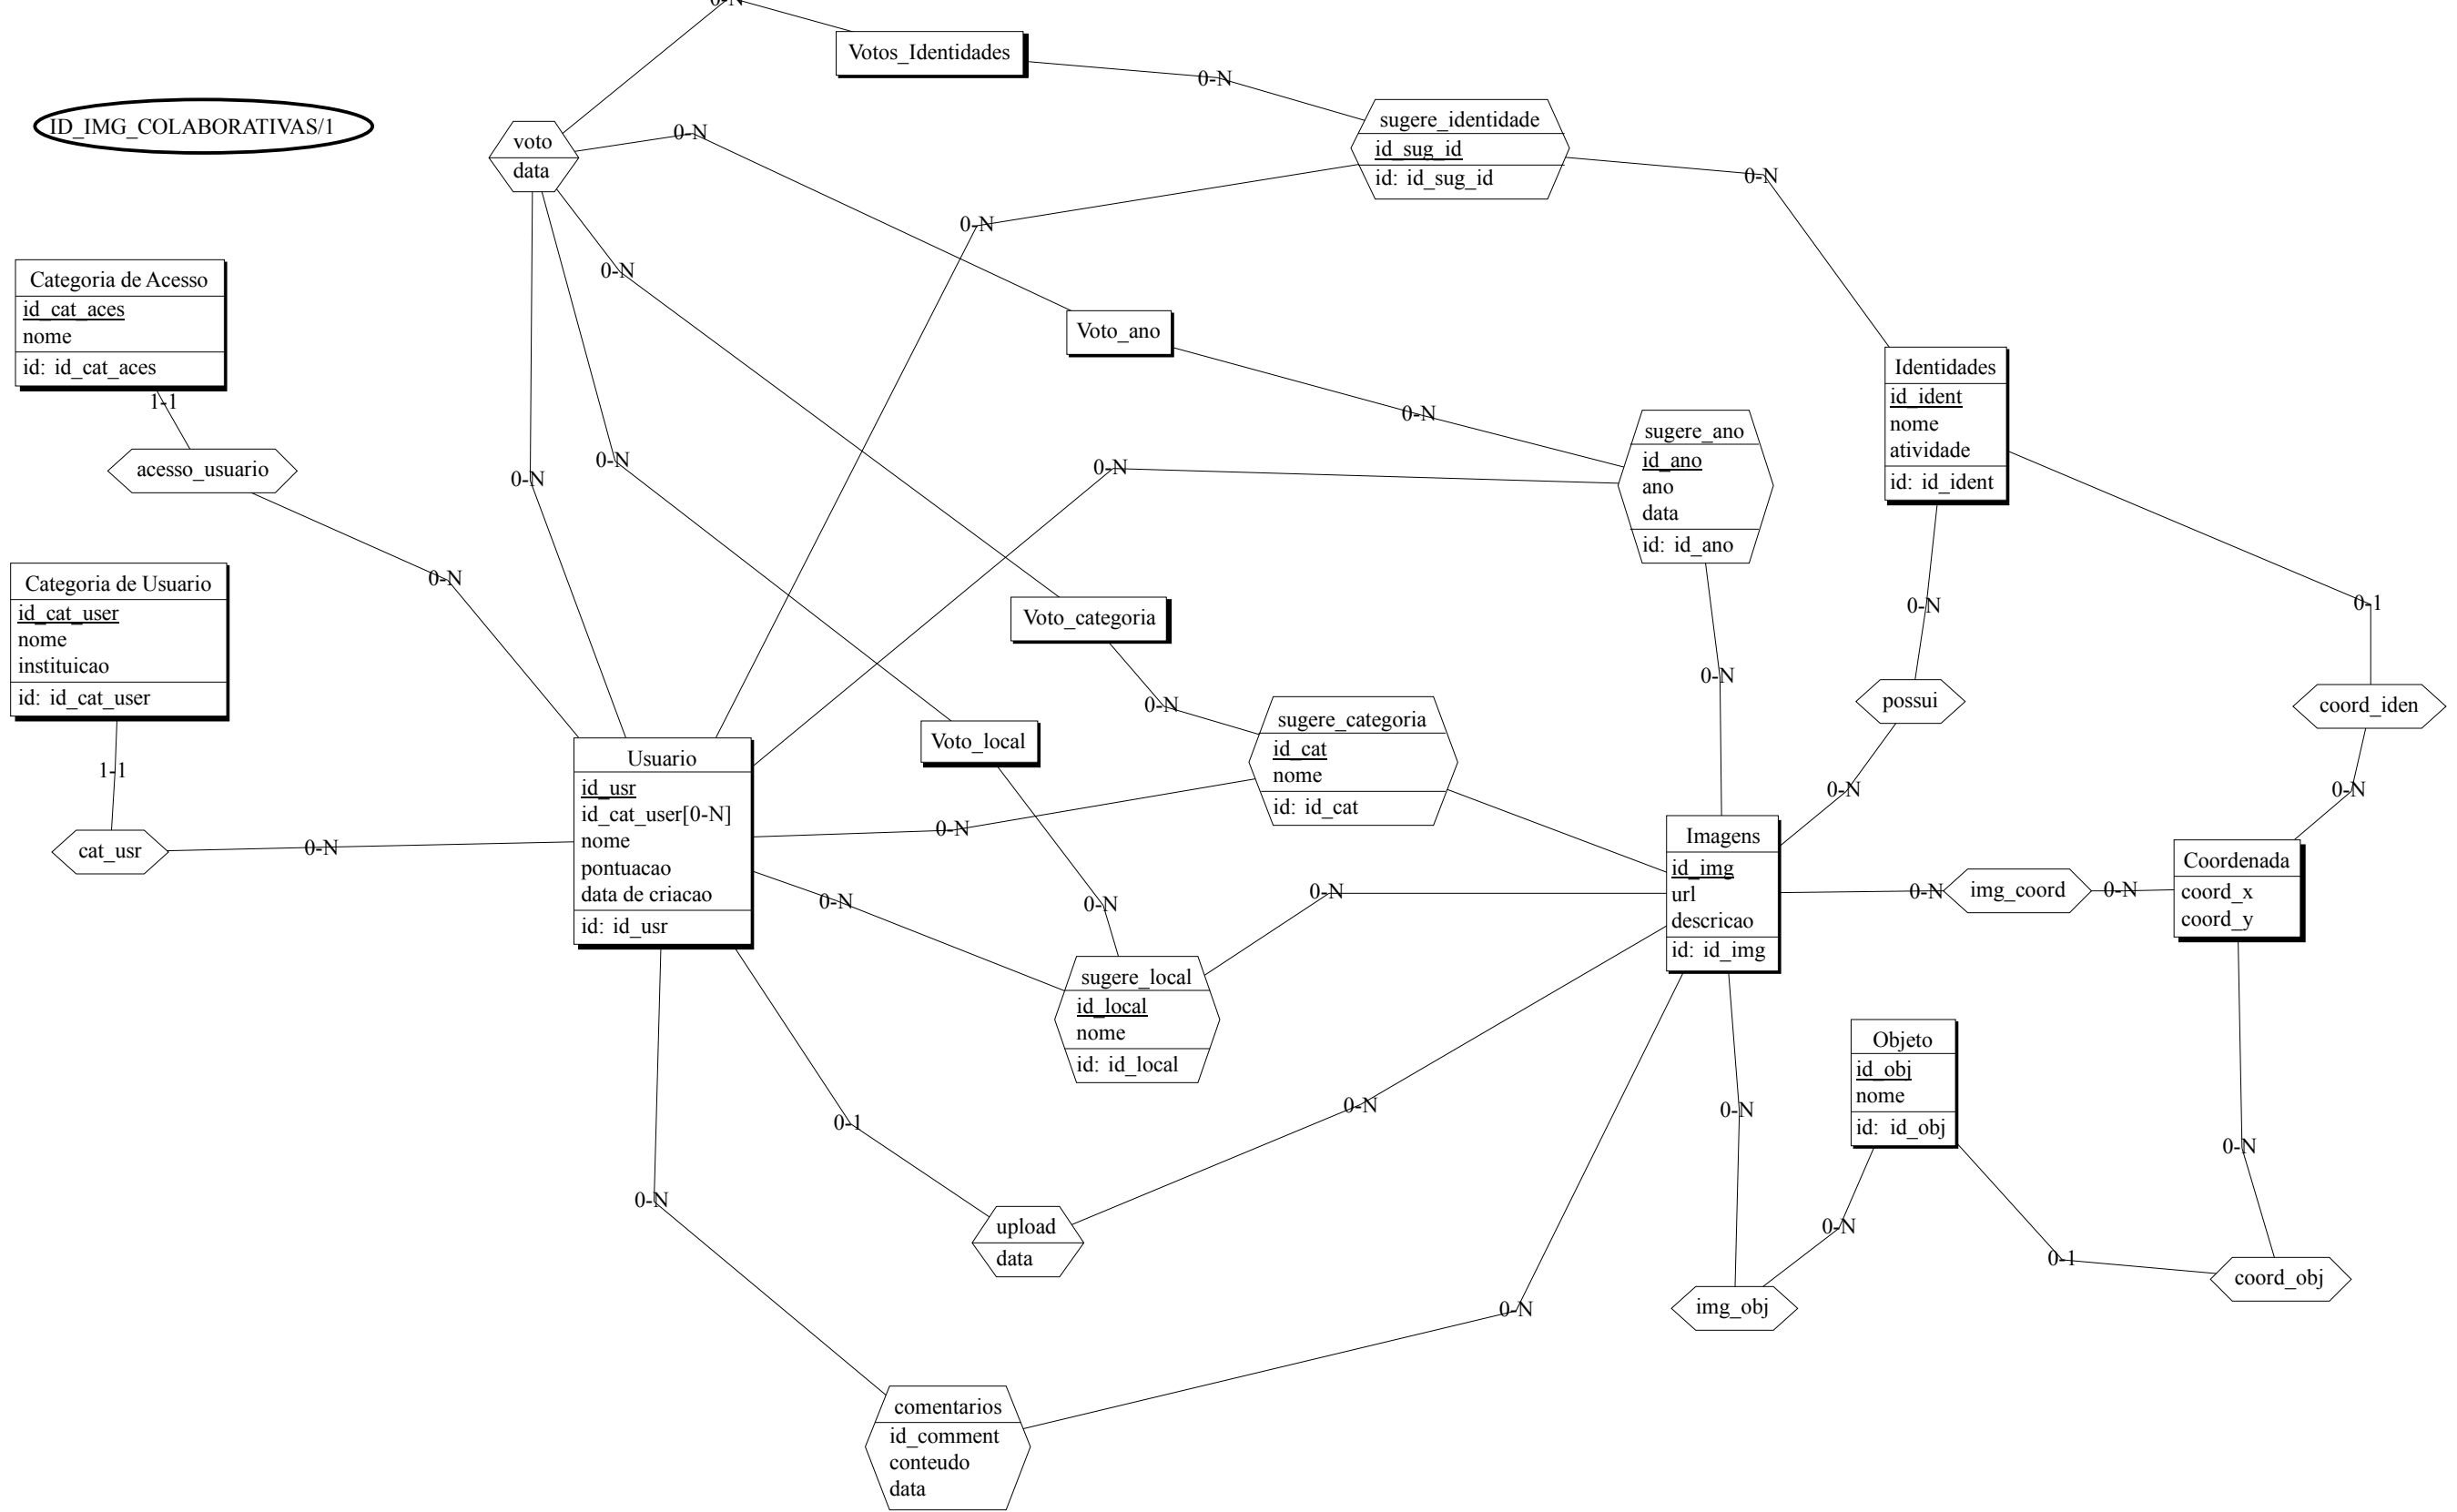 0-N
Votos_Identidades
0-N
ID_IMG_COLABORATIVAS/1
voto
data
0-N
sugere_identidade
id_sug_id
id: id_sug_id
0-N
0-N
0-N
Categoria de Acesso
id_cat_aces
nome
id: id_cat_aces
1-1
acesso_usuario
0-N
Voto_ano
0-N
Identidades
id_ident
nome
atividade
id: id_ident
sugere_ano
id_ano
ano
data
id: id_ano
0-N
0-N
0-N
Categoria de Usuario
id_cat_user
nome
instituicao
id: id_cat_user
1-1
cat_usr
0-N
Voto_categoria
0-N
0-N
0-1
0-N
possui
0-N
coord_iden
0-N
Voto_local
sugere_categoria
id_cat
nome
id: id_cat
Usuario
id_usr
id_cat_user[0-N]
nome
pontuacao
data de criacao
id: id_usr
0-N
0-N
0-N
0-N
Imagens
id_img
url
descricao
id: id_img
0-N
img_coord
0-N
Coordenada
coord_x
coord_y
sugere_local
id_local
nome
id: id_local
Objeto
id_obj
nome
id: id_obj
0-1
0-N
0-N
0-N
0-N
0-N
0-1
upload
data
img_obj
coord_obj
0-N
comentarios
id_comment
conteudo
data